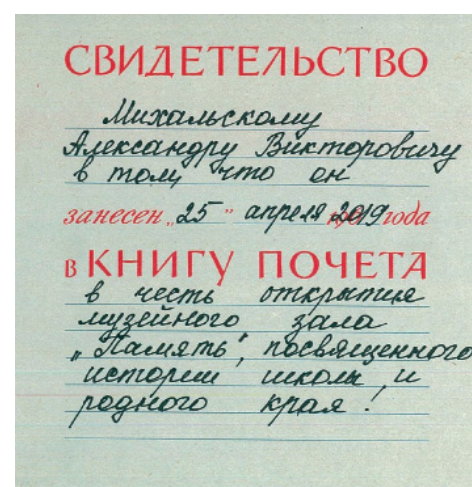 СВИДЕТЕЛЬСТВО
Михальскому
Александру Викторовичу
в том, что он
занесен „25" апреля 2019 года
в КНИГУ ПОЧЕТА
в честь открытия
музейного зала
„Память", посвященного
истории школы и
родного края!